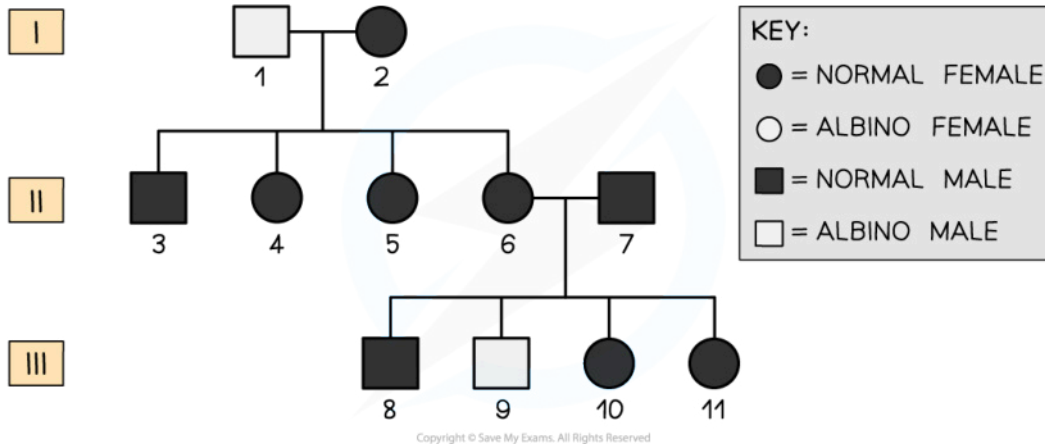 I
1
2
II
3
4
5
6
7
III
8
9
10
11
KEY:
= NORMAL FEMALE
= ALBINO FEMALE
= NORMAL MALE
= ALBINO MALE
Copyright © Save My Exams. All Rights Reserved